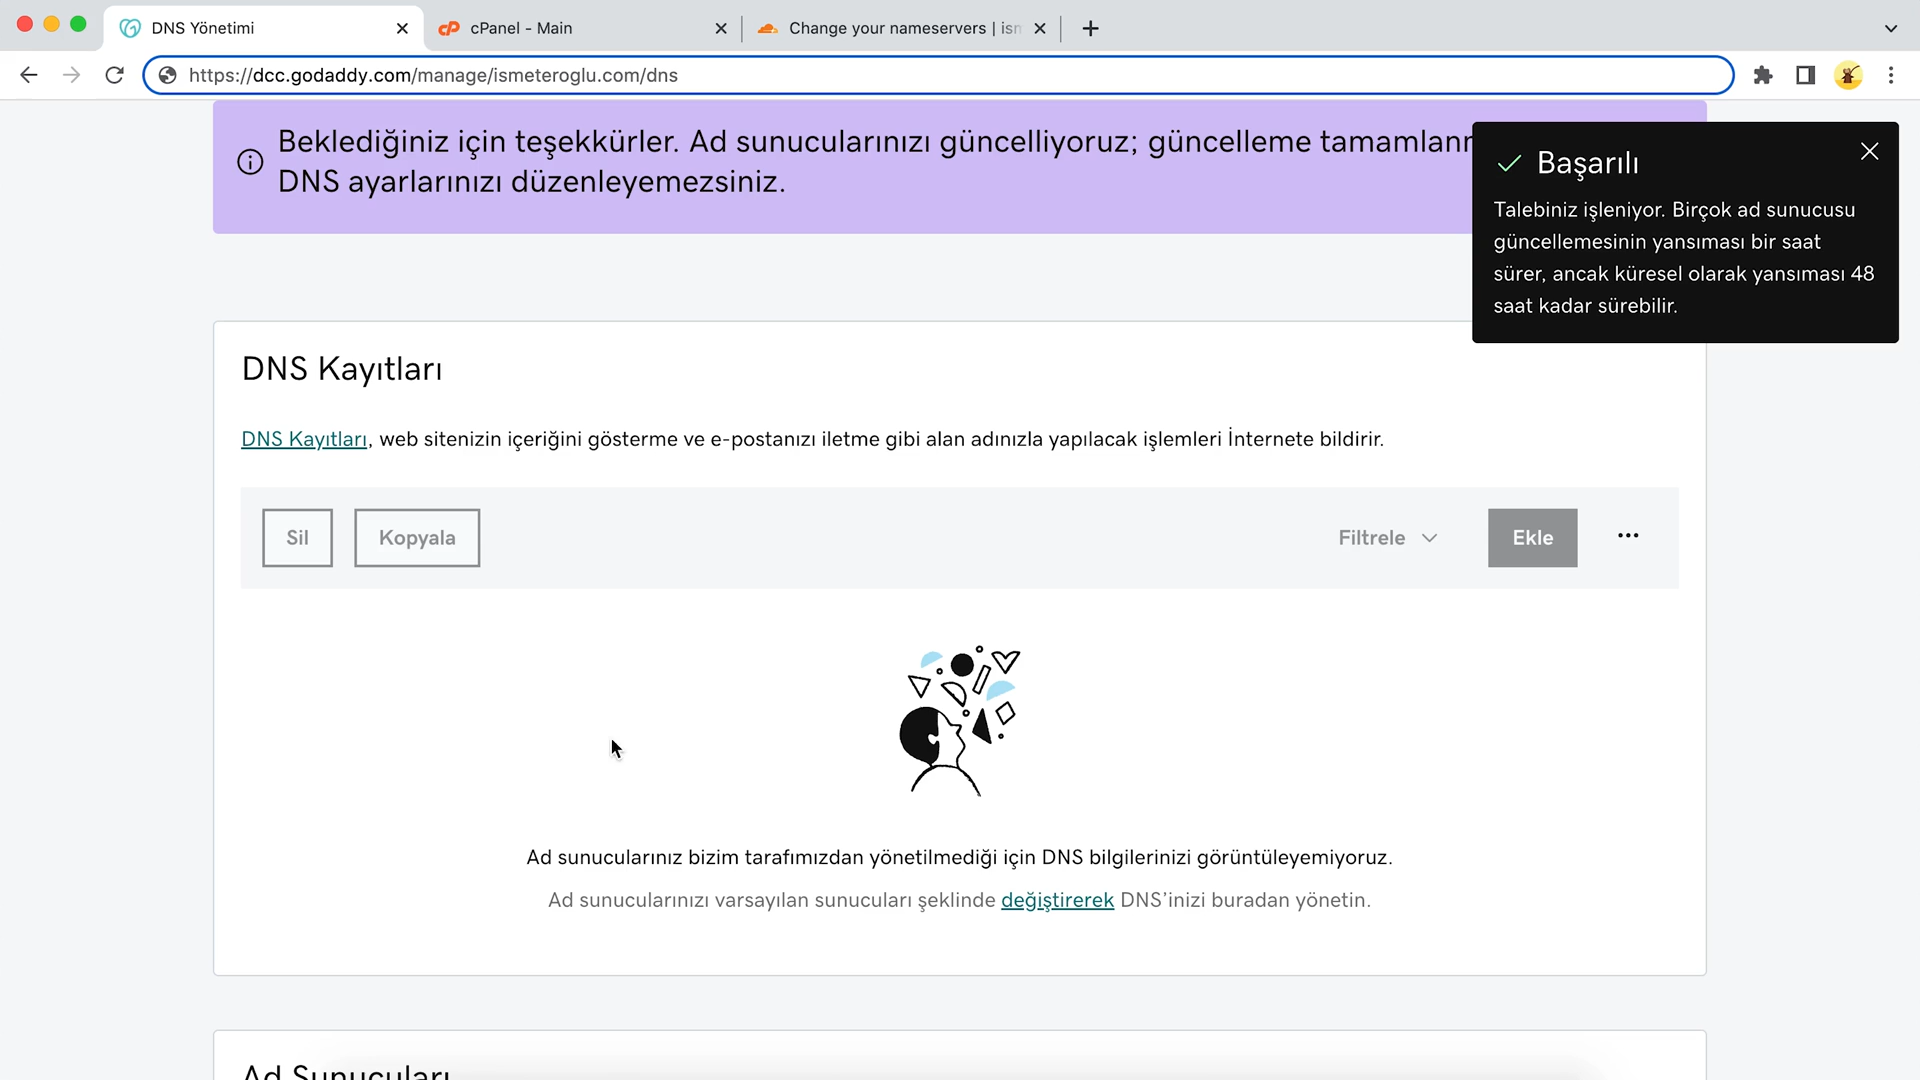 DNS Yönetimi
cPanel - Main
Change your nameservers |
https://dcc.godaddy.com/manage/ismeteroglu.com/dns
Beklediğiniz için teşekkürler. Ad sunucularınızı güncelliyoruz; güncelleme
DNS ayarlarınızı düzenleyemezsiniz.
Başarılı
Talebiniz işleniyor. Birçok ad sunucusu
güncellemesinin yansıması bir saat
sürer, ancak küresel olarak yansıması 48
saat kadar sürebilir.
DNS Kayıtları
DNS Kayıtları, web sitenizin içeriğini gösterme ve e-postanızı iletme gibi alan adınızla yapılacak işlemleri İnternete bildirir.
Sil
Kopyala
Filtrele
Ekle
Ad sunucularınız bizim tarafımızdan yönetilmediği için DNS bilgilerinizi görüntüleyemiyoruz.
Ad sunucularınızı varsayılan sunucuları şeklinde değiştirerek DNS'inizi buradan yönetin.
Ad Sunucuları